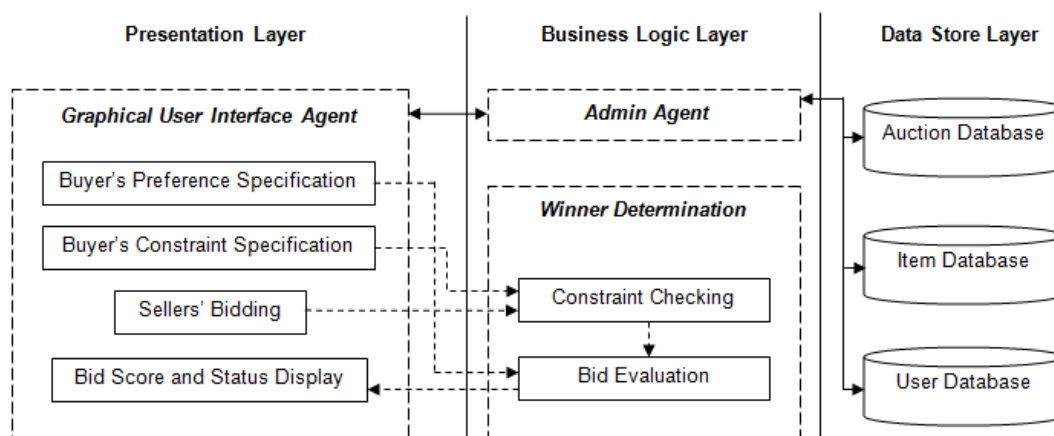 Presentation Layer
Business Logic Layer
Data Store Layer
Graphical User Interface Agent
Admin Agent
Auction Database
Buyer’s Preference Specification
Winner Determination
Buyer’s Constraint Specification
Item Database
Sellers’ Bidding
Constraint Checking
Bid Score and Status Display
Bid Evaluation
User Database